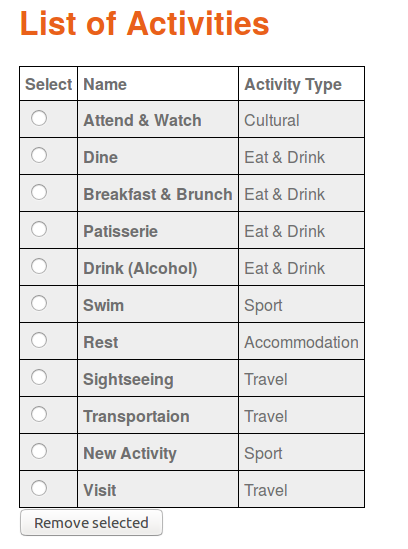 List of Activities
Select Name Activity Type
Attend & Watch Cultural
Dine Eat & Drink
Breakfast & Brunch Eat & Drink
Patisserie Eat & Drink
Drink (Alcohol) Eat & Drink
Swim Sport
Rest Accommodation
Sightseeing Travel
Transportaion Travel
New Activity Sport
Visit Travel
Remove selected